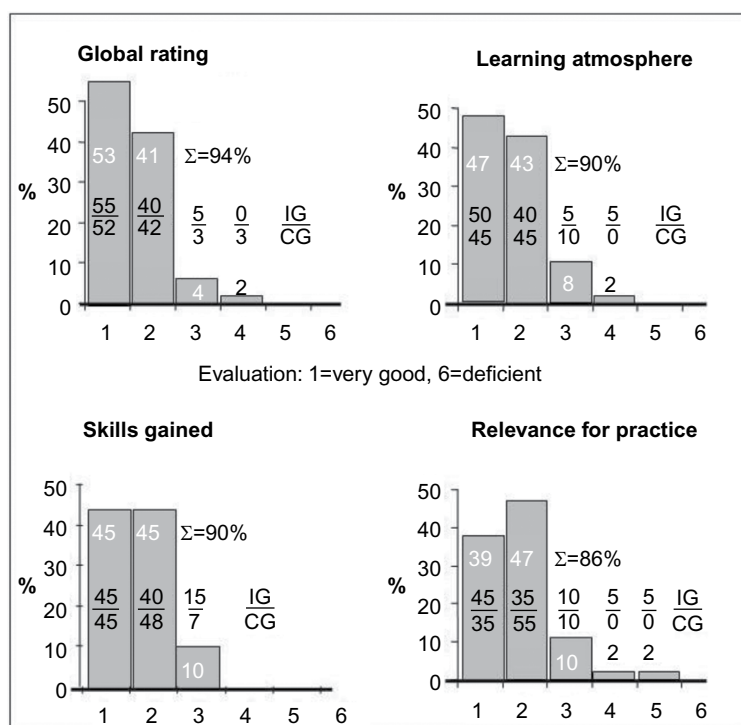 Global rating
50
40
30
20
10
0
%
53 41 Σ=94%
55 40 5 0 IG
52 42 3 3 CG
4 2
1 2 3 4 5 6
Learning atmosphere
50
40
30
20
10
0
%
47 43 Σ=90%
50 40 5 5 IG
45 45 10 0 CG
8 2
1 2 3 4 5 6
Evaluation: 1=very good, 6=deficient
Skills gained
50
40
30
20
10
0
%
45 45 Σ=90%
45 40 15 IG
45 48 7 CG
10
1 2 3 4 5 6
Relevance for practice
50
40
30
20
10
0
%
39 47 Σ=86%
45 35 10 5 5 IG
35 55 10 0 0 CG
10 2 2
1 2 3 4 5 6